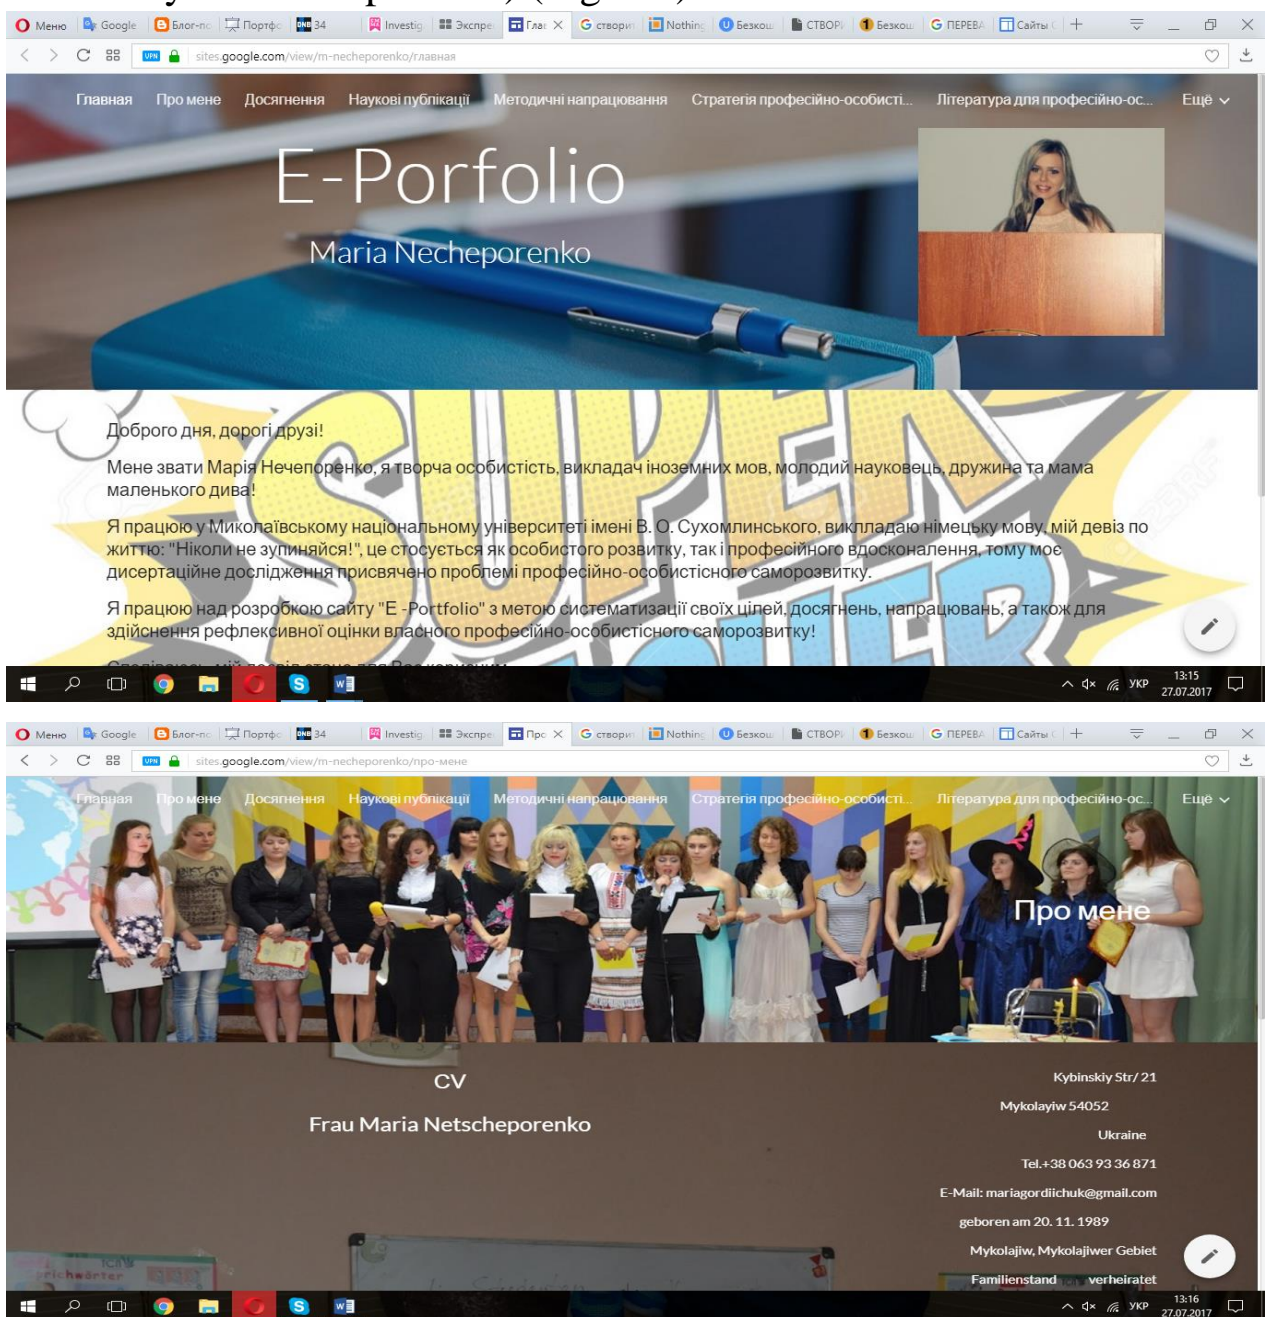 Меню
Google
Блог-по
Портфо
34
Investig
Экспре
Глас
створи
Nothing
Безкош
СТВОРІ
Безкош
ПЕРЕВА
Сайты (
VPN
sites.google.com/view/m-necheporenko/главная
Главная Про мене Досягнення Наукові публікації Методичні напрацювання Стратегія професійно-особисті... Література для професійно-ос... Ещё
E-Porfolio
Maria Necheporenko
SUPER
Доброго дня, дорогі друзі!
Мене звати Марія Нечепоренко, я творча особистість, викладач іноземних мов, молодий науковець, дружина та мама
маленького дива!
Я працюю у Миколаївському національному університеті імені В. О. Сухомлинського, виклладаю німецьку мову, мій девіз по
життю: "Ніколи не зупиняйся!", це стосується як особистого розвитку, так і професійного вдосконалення, тому моє
дисертаційне дослідження присвячено проблемі професійно-особистісного саморозвитку.
Я працюю над розробкою сайту "E -Portfolio" з метою систематизації своїх цілей, досягнень, напрацювань, а також для
здійснення рефлексивної оцінки власного професійно-особистісного саморозвитку!
УКР
13:15
27.07.2017
Меню
Google
Блог-по
Портфо
34
Investig
Экспре
Про
створи
Nothing
Безкош
СТВОРІ
Безкош
ПЕРЕВА
Сайты (
VPN
sites.google.com/view/m-necheporenko/про-мене
Главная Про мене Досягнення Наукові публікації Методичні напрацювання Стратегія професійно-особисті... Література для професійно-ос... Ещё
Про мене
CV
Frau Maria Netscheporenko
Kybinskiy Str/ 21
Mykolayiw 54052
Ukraine
Tel.+38 063 93 36 871
E-Mail: mariagordiichuk@gmail.com
geboren am 20. 11. 1989
Mykolajiw, Mykolajiwer Gebiet
Familienstand verheiratet
УКР
13:16
27.07.2017